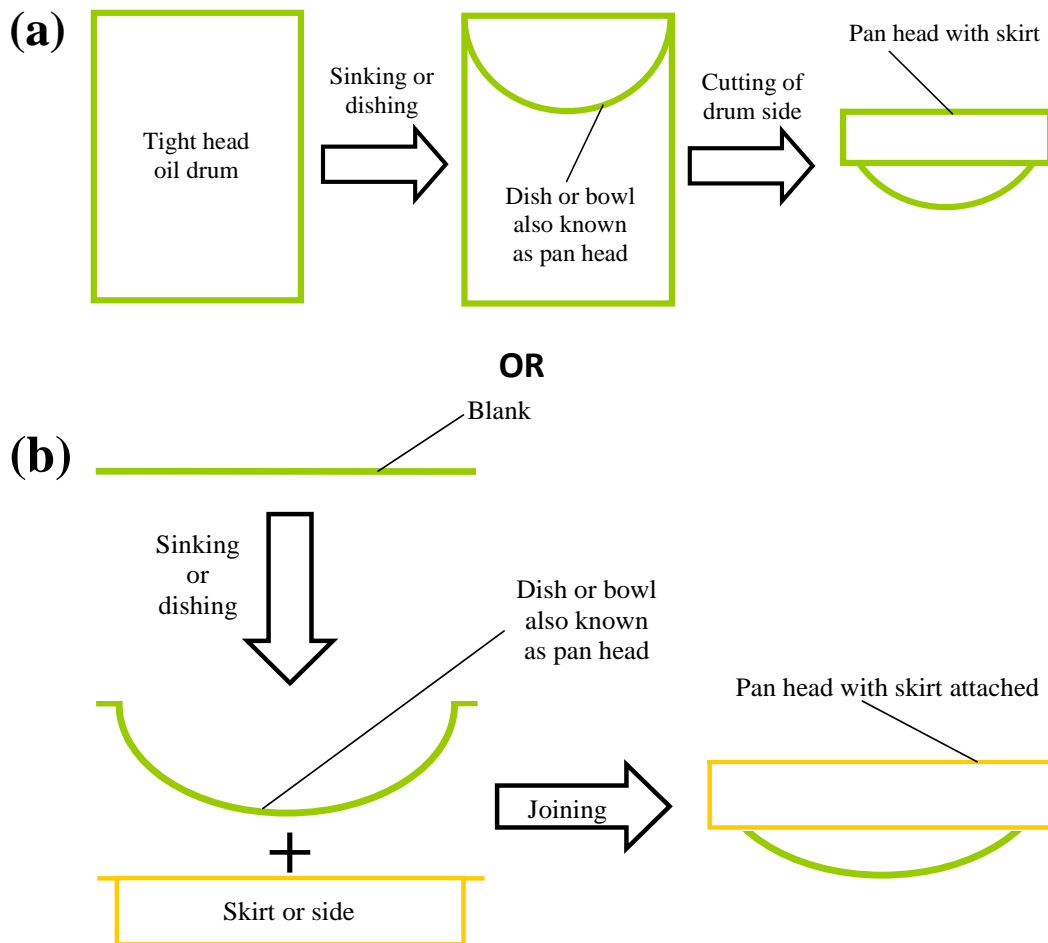 (a)
Tight head
oil drum
Sinking or
dishing
Dish or bowl
also known
as pan head
Cutting of
drum side
Pan head with skirt
OR
(b)
Blank
Sinking
or
dishing
Dish or bowl
also known
as pan head
+
Skirt or side
Joining
Pan head with skirt attached